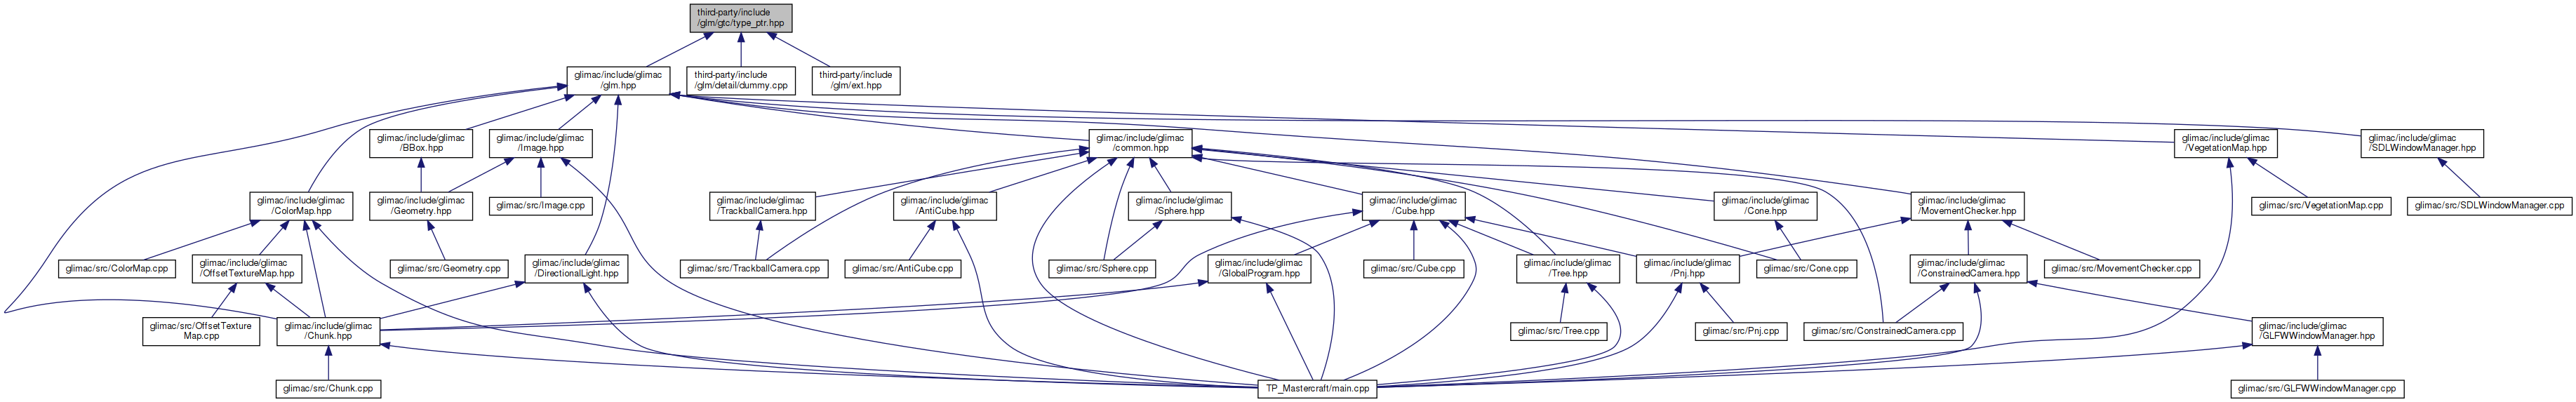 third-party/include
/glm/gtc/type_ptr.hpp
glimac/include/glimac
/glm.hpp
third-party/include
/glm/detail/dummy.cpp
third-party/include
/glm/ext.hpp
glimac/include/glimac
/BBox.hpp
glimac/include/glimac
/Image.hpp
glimac/include/glimac
/common.hpp
glimac/include/glimac
/VegetationMap.hpp
glimac/include/glimac
/SDLWindowManager.hpp
glimac/include/glimac
/ColorMap.hpp
glimac/include/glimac
/Geometry.hpp
glimac/src/Image.cpp
glimac/include/glimac
/TrackballCamera.hpp
glimac/include/glimac
/AntiCube.hpp
glimac/include/glimac
/Sphere.hpp
glimac/include/glimac
/Cube.hpp
glimac/include/glimac
/Cone.hpp
glimac/include/glimac
/MovementChecker.hpp
glimac/src/VegetationMap.cpp
glimac/src/SDLWindowManager.cpp
glimac/src/ColorMap.cpp
glimac/include/glimac
/OffsetTextureMap.hpp
glimac/src/Geometry.cpp
glimac/include/glimac
/DirectionalLight.hpp
glimac/src/TrackballCamera.cpp
glimac/src/AntiCube.cpp
glimac/src/Sphere.cpp
glimac/include/glimac
/GlobalProgram.hpp
glimac/src/Cube.cpp
glimac/include/glimac
/Tree.hpp
glimac/include/glimac
/Pnj.hpp
glimac/src/Cone.cpp
glimac/include/glimac
/ConstrainedCamera.hpp
glimac/src/MovementChecker.cpp
glimac/src/OffsetTexture
Map.cpp
glimac/include/glimac
/Chunk.hpp
glimac/src/Tree.cpp
glimac/src/Pnj.cpp
glimac/src/ConstrainedCamera.cpp
glimac/include/glimac
/GLFWWindowManager.hpp
glimac/src/Chunk.cpp
TP_Mastercraft/main.cpp
glimac/src/GLFWWindowManager.cpp